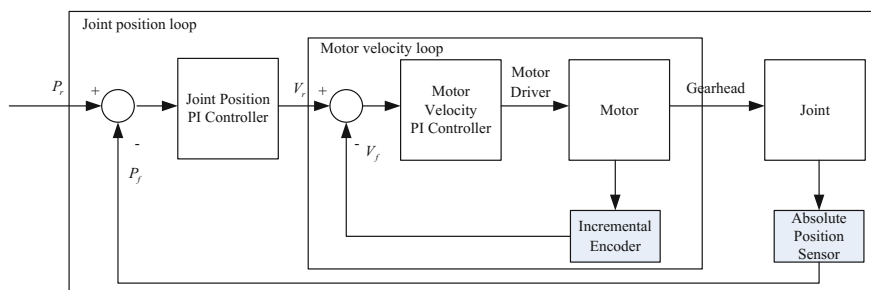 Joint position loop
Motor velocity loop
P_r
+
-
P_f
Joint Position
PI Controller
V_r
+
-
V_f
Motor
Velocity
PI Controller
Motor
Driver
Motor
Gearhead
Joint
Incremental
Encoder
Absolute
Position
Sensor